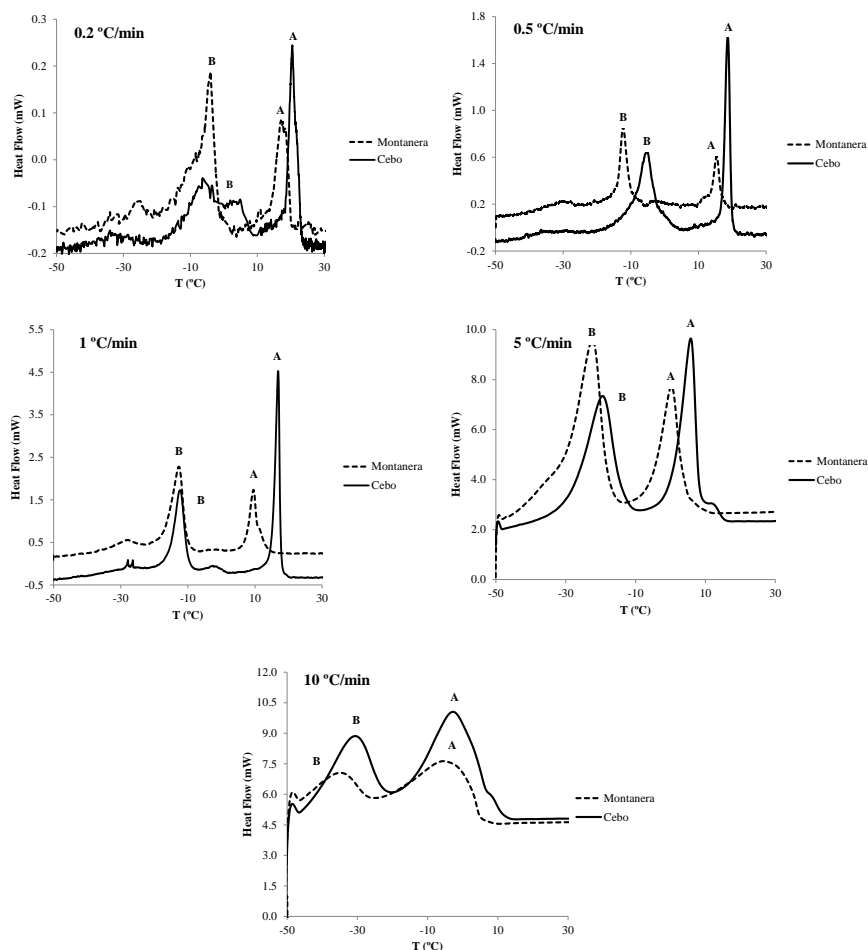 0.2 ºC/min
Heat Flow (mW)
0.3
0.2
0.1
0.0
-0.1
-0.2
B
A
A
B
-50
-30
-10
10
30
T (ºC)
Montanera
Cebo
0.5 ºC/min
Heat Flow (mW)
1.8
1.4
1.0
0.6
0.2
-0.2
A
B
B
A
-50
-30
-10
10
30
T (ºC)
Montanera
Cebo
1 ºC/min
Heat Flow (mW)
5.5
4.5
3.5
2.5
1.5
0.5
-0.5
A
B
A
B
-50
-30
-10
10
30
T (ºC)
Montanera
Cebo
5 ºC/min
Heat Flow (mW)
10.0
8.0
6.0
4.0
2.0
0.0
A
B
A
B
-50
-30
-10
10
30
T (ºC)
Montanera
Cebo
10 ºC/min
Heat Flow (mW)
12.0
10.5
9.0
7.5
6.0
4.5
3.0
1.5
0.0
A
B
A
B
-50
-30
-10
10
30
T (ºC)
Montanera
Cebo